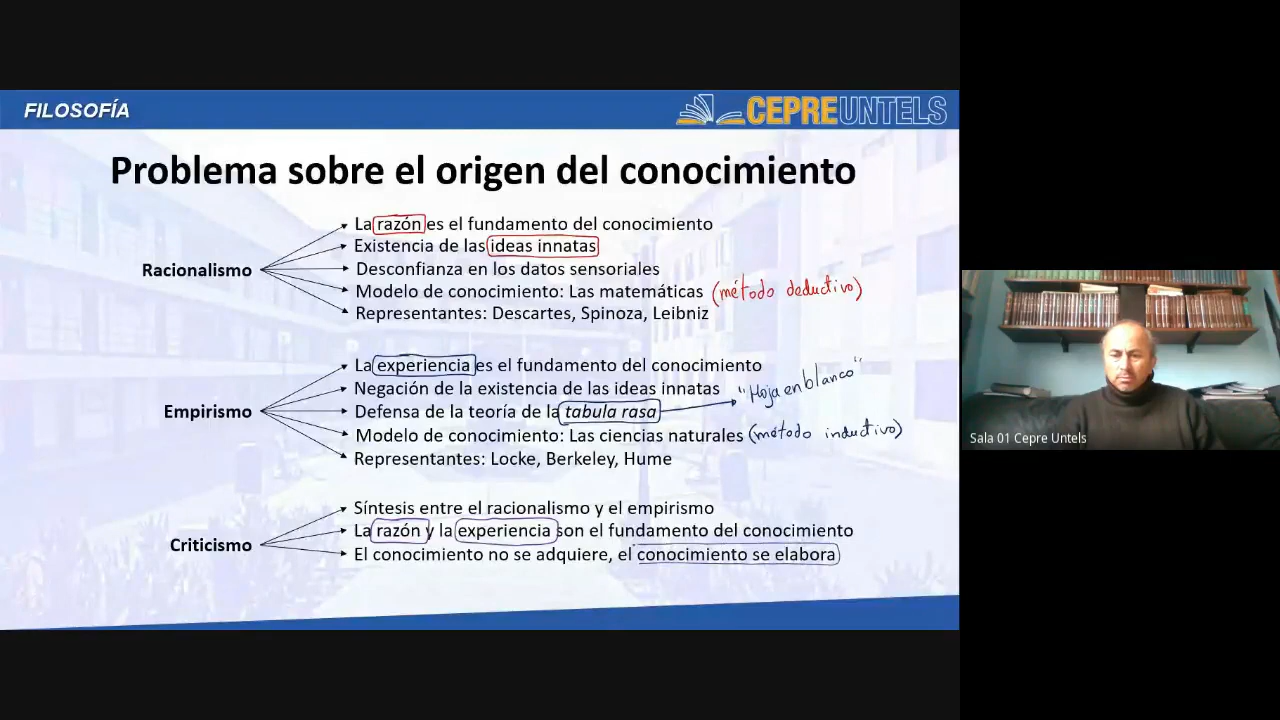 FILOSOFÍA
CEPREUNTELS
Problema sobre el origen del conocimiento
Racionalismo
La razón es el fundamento del conocimiento
Existencia de las ideas innatas
Desconfianza en los datos sensoriales
Modelo de conocimiento: Las matemáticas (método deductivo)
Representantes: Descartes, Spinoza, Leibniz
Empirismo
La experiencia es el fundamento del conocimiento
Negación de la existencia de las ideas innatas
Defensa de la teoría de la tabula rasa "Hoja en blanco"
Modelo de conocimiento: Las ciencias naturales (método inductivo)
Representantes: Locke, Berkeley, Hume
Criticismo
Síntesis entre el racionalismo y el empirismo
La razón y la experiencia son el fundamento del conocimiento
El conocimiento no se adquiere, el conocimiento se elabora
Sala 01 Cepre Untels